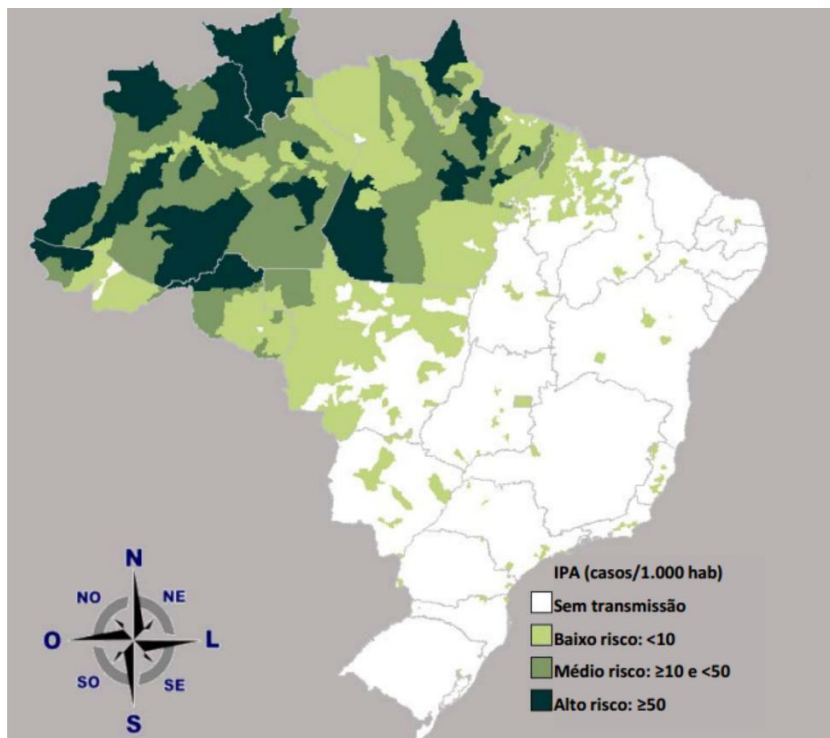 N
NO NE
O L
SO SE
S
IPA (casos/1.000 hab)
Sem transmissão
Baixo risco: <10
Médio risco: ≥10 e <50
Alto risco: ≥50